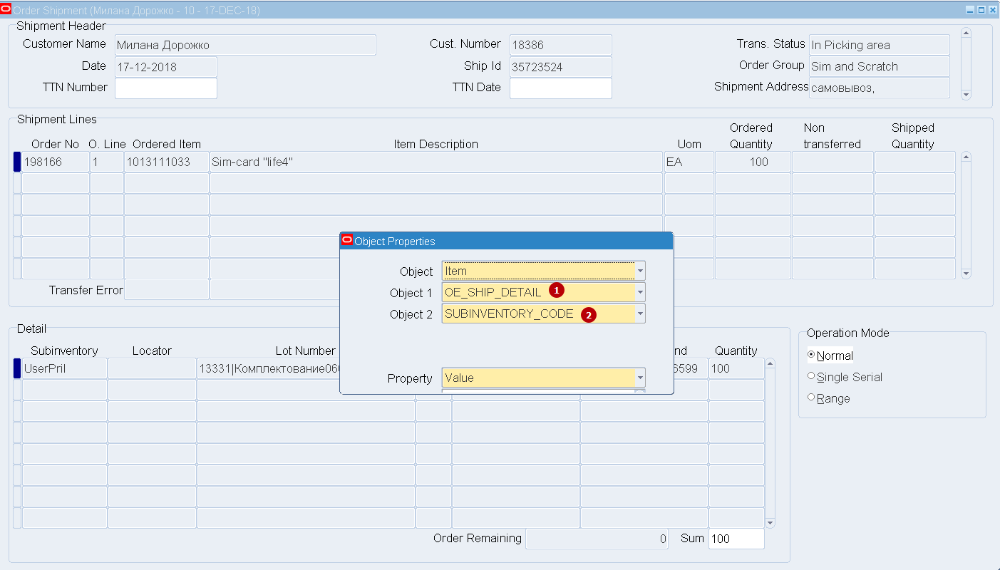 Order Shipment (Милана Дорожко - 10 - 17-DEC-18)
Shipment Header
Customer Name Милана Дорожко Cust. Number 18386 Trans. Status In Picking area
Date 17-12-2018 Ship Id 35723524 Order Group Sim and Scratch
TTN Number TTN Date Shipment Address самовывоз,
Shipment Lines
Ordered Non Shipped
Order No O. Line Ordered Item Item Description Uom Quantity transferred Quantity
198166 1 1013111033 Sim-card "life4" EA 100
Transfer Error
Object Properties
Object Item
Object 1 OE_SHIP_DETAIL 1
Object 2 SUBINVENTORY_CODE 2
Property Value
Detail
Subinventory Locator Lot Number nd Quantity
UserPril 13331|Комплектование06 6599 100
Order Remaining 0 Sum 100
Operation Mode
Normal
Single Serial
Range